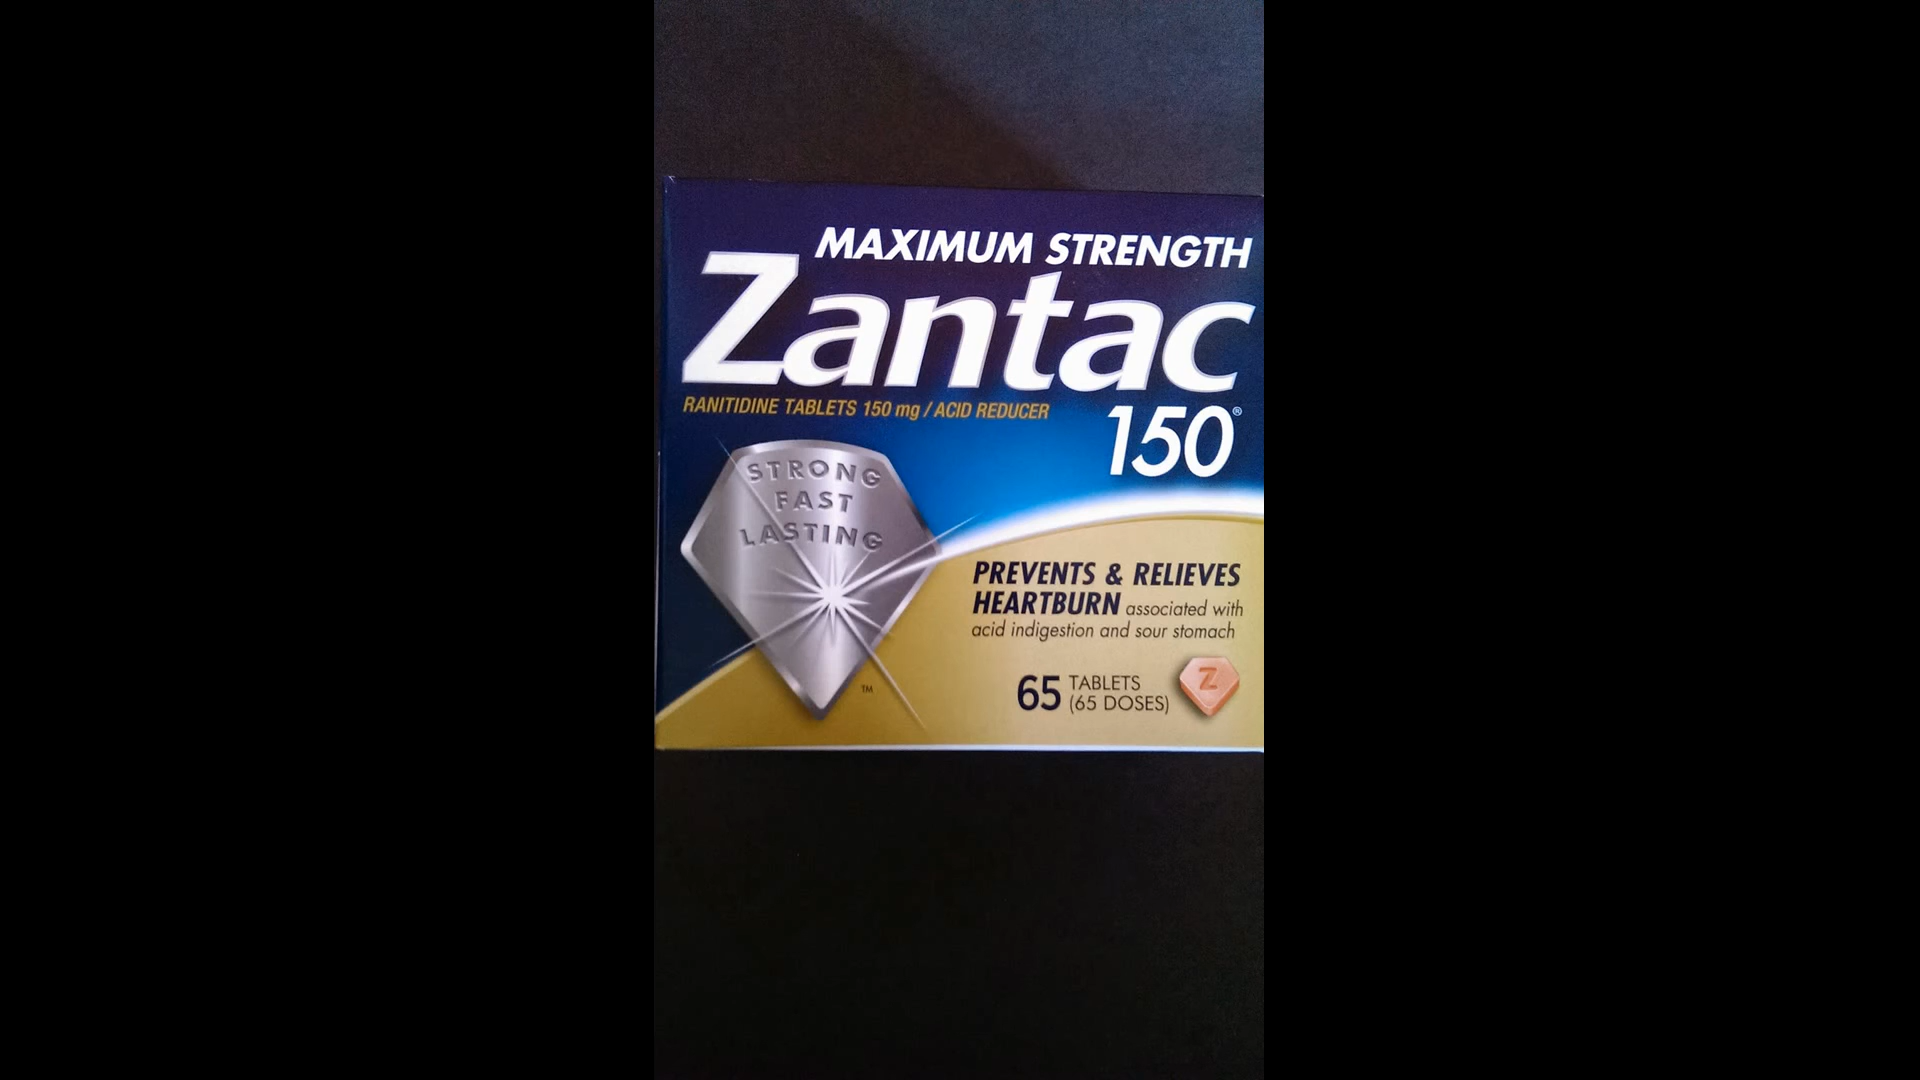 MAXIMUM STRENGTH
Zantac
150®
RANITIDINE TABLETS 150 mg / ACID REDUCER
STRONG
FAST
LASTING
TM
PREVENTS & RELIEVES
HEARTBURN associated with
acid indigestion and sour stomach
65 TABLETS
(65 DOSES)
Z